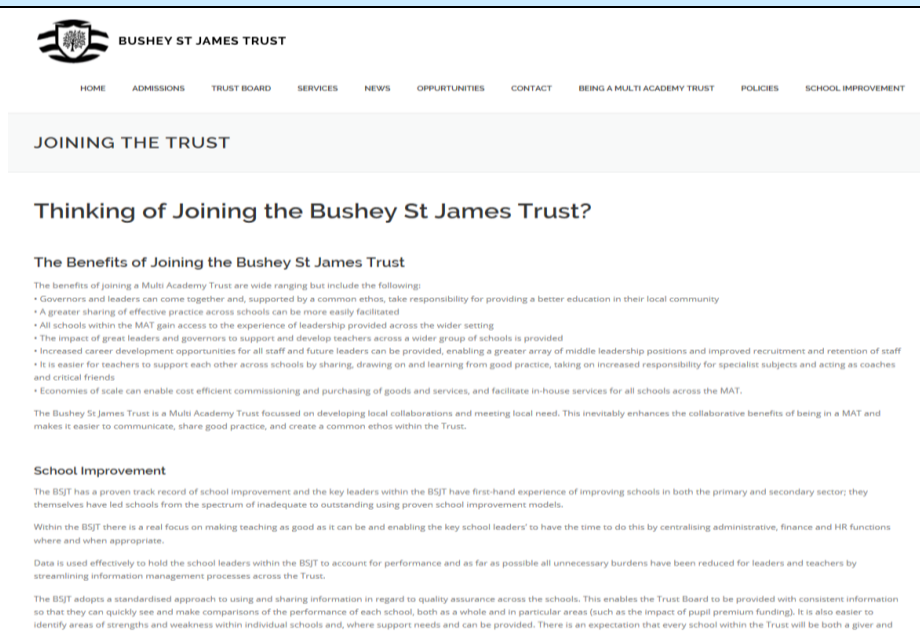 BUSHEY ST JAMES TRUST
HOME ADMISSIONS TRUST BOARD SERVICES NEWS OPPURTUNITIES CONTACT BEING A MULTI ACADEMY TRUST POLICIES SCHOOL IMPROVEMENT
JOINING THE TRUST
Thinking of Joining the Bushey St James Trust?
The Benefits of Joining the Bushey St James Trust
The benefits of joining a Multi Academy Trust are wide ranging but include the following:
• Governors and leaders can come together and, supported by a common ethos, take responsibility for providing a better education in their local community
• A greater sharing of effective practice across schools can be more easily facilitated
• All schools within the MAT gain access to the experience of leadership provided across the wider setting
• The impact of great leaders and governors to support and develop teachers across a wider group of schools is provided
• Increased career development opportunities for all staff and future leaders can be provided, enabling a greater array of middle leadership positions and improved recruitment and retention of staff
• It is easier for teachers to support each other across schools by sharing, drawing on and learning from good practice, taking on increased responsibility for specialist subjects and acting as coaches
and critical friends
• Economies of scale can enable cost efficient commissioning and purchasing of goods and services, and facilitate in-house services for all schools across the MAT.
The Bushey St James Trust is a Multi Academy Trust focussed on developing local collaborations and meeting local need. This inevitably enhances the collaborative benefits of being in a MAT and
makes it easier to communicate, share good practice, and create a common ethos within the Trust.
School Improvement
The BSJT has a proven track record of school improvement and the key leaders within the BSJT have first-hand experience of improving schools in both the primary and secondary sector; they
themselves have led schools from the spectrum of inadequate to outstanding using proven school improvement models.
Within the BSJT there is a real focus on making teaching as good as it can be and enabling the key school leaders' to have the time to do this by centralising administrative, finance and HR functions
where and when appropriate.
Data is used effectively to hold the school leaders within the BSJT to account for performance and as far as possible all unnecessary burdens have been reduced for leaders and teachers by
streamlining information management processes across the Trust.
The BSJT adopts a standardised approach to using and sharing information in regard to quality assurance across the schools. This enables the Trust Board to be provided with consistent information
so that they can quickly see and make comparisons of the performance of each school, both as a whole and in particular areas (such as the impact of pupil premium funding). It is also easier to
identify areas of strengths and weakness within individual schools and, where support needs and can be provided. There is an expectation that every school within the Trust will be both a giver and